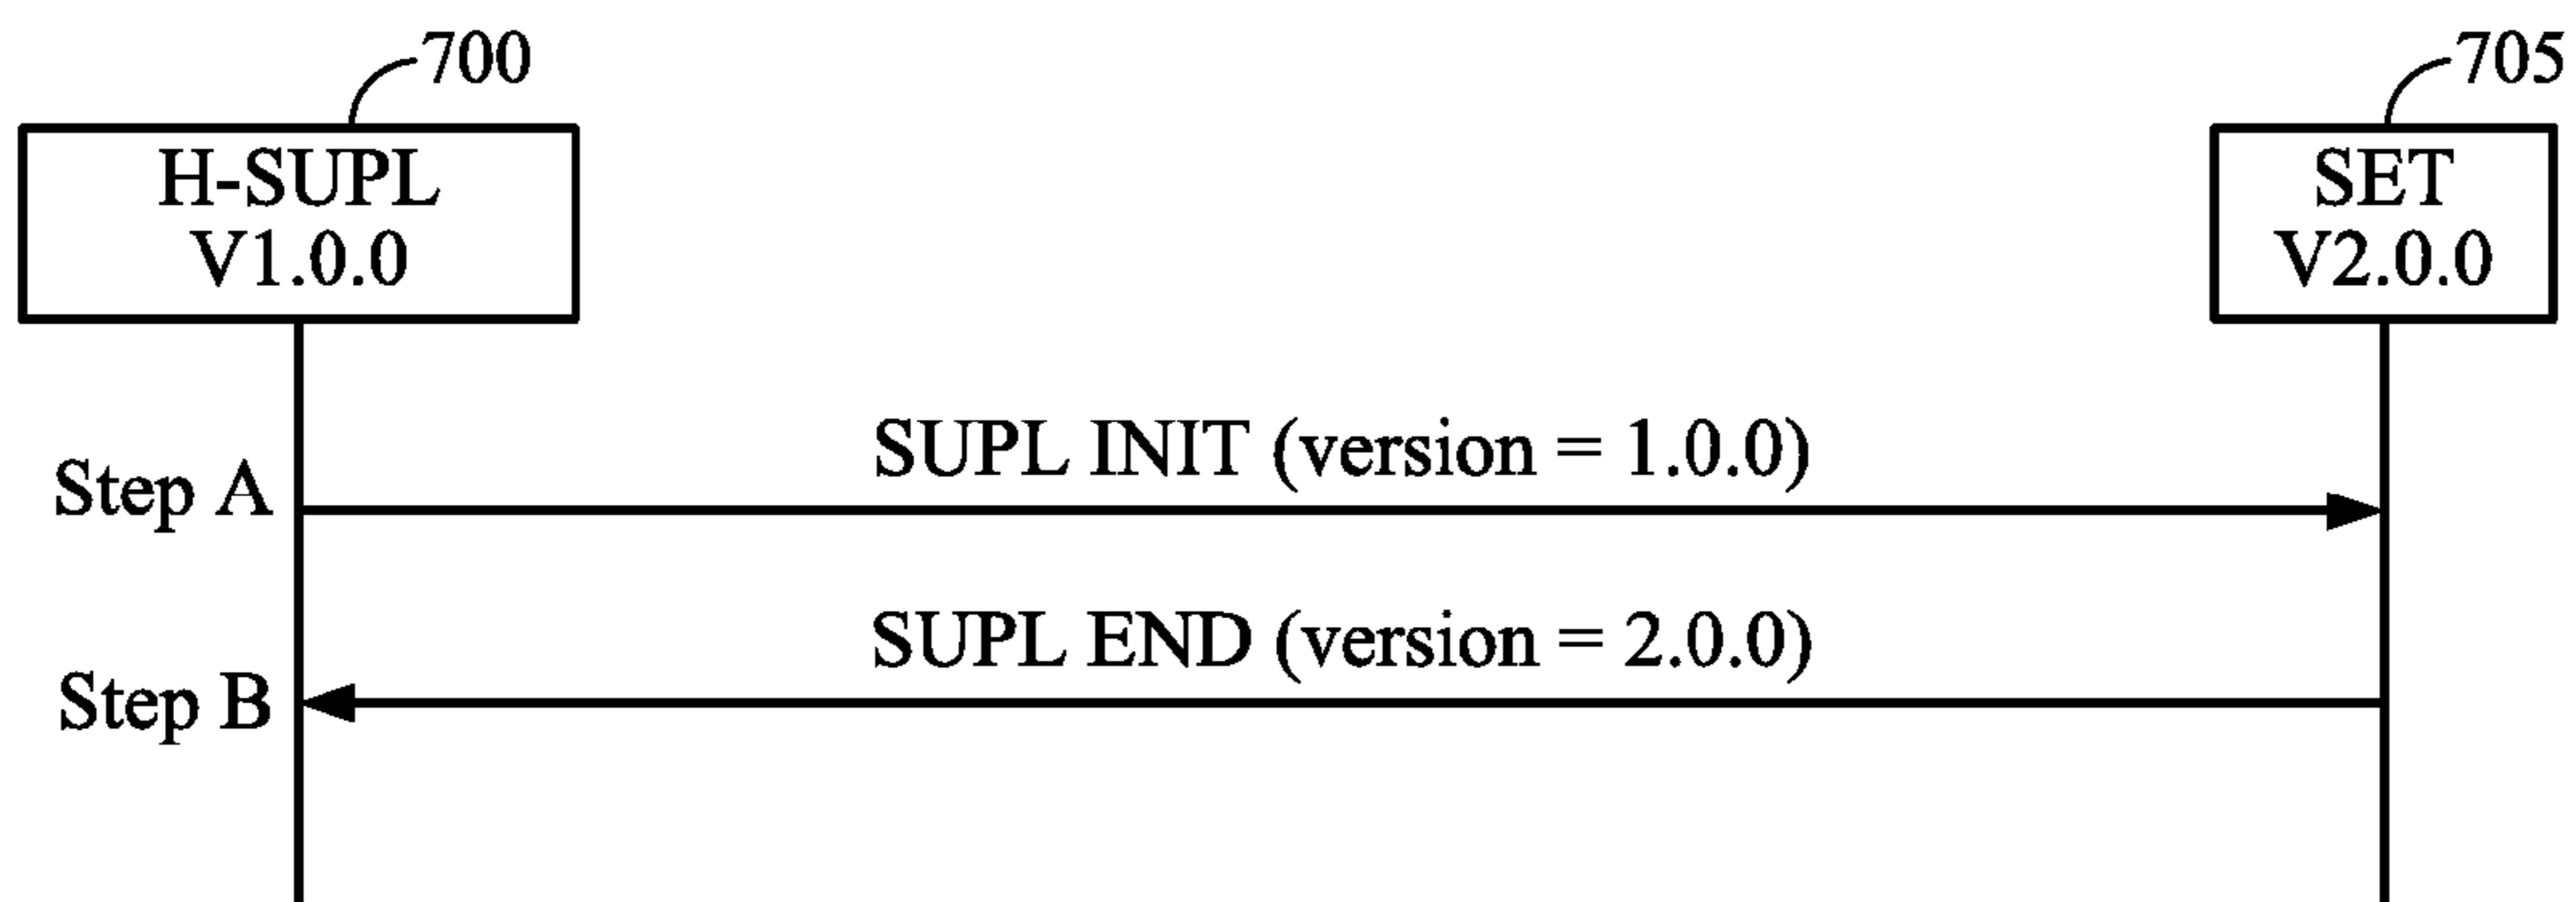 700
705
H-SUPL
V1.0.0
SET
V2.0.0
SUPL INIT (version = 1.0.0)
Step A
SUPL END (version = 2.0.0)
Step B